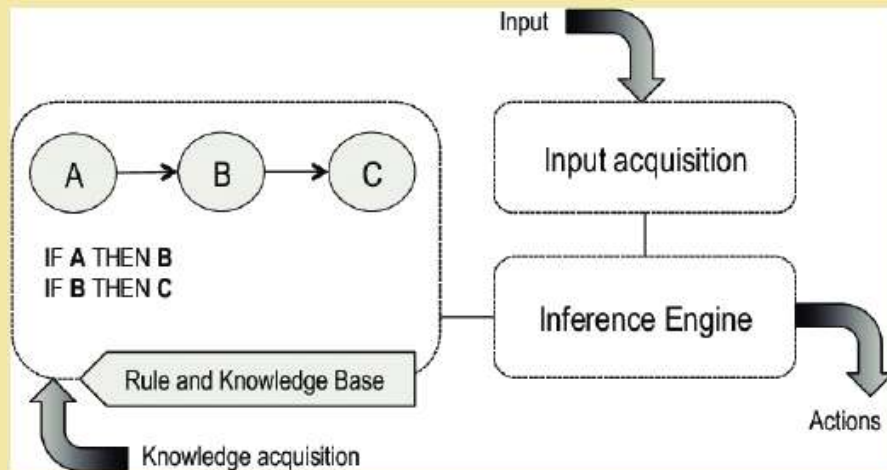 Input
A
B
C
Input acquisition
IF A THEN B
IF B THEN C
Inference Engine
Rule and Knowledge Base
Actions
Knowledge acquisition